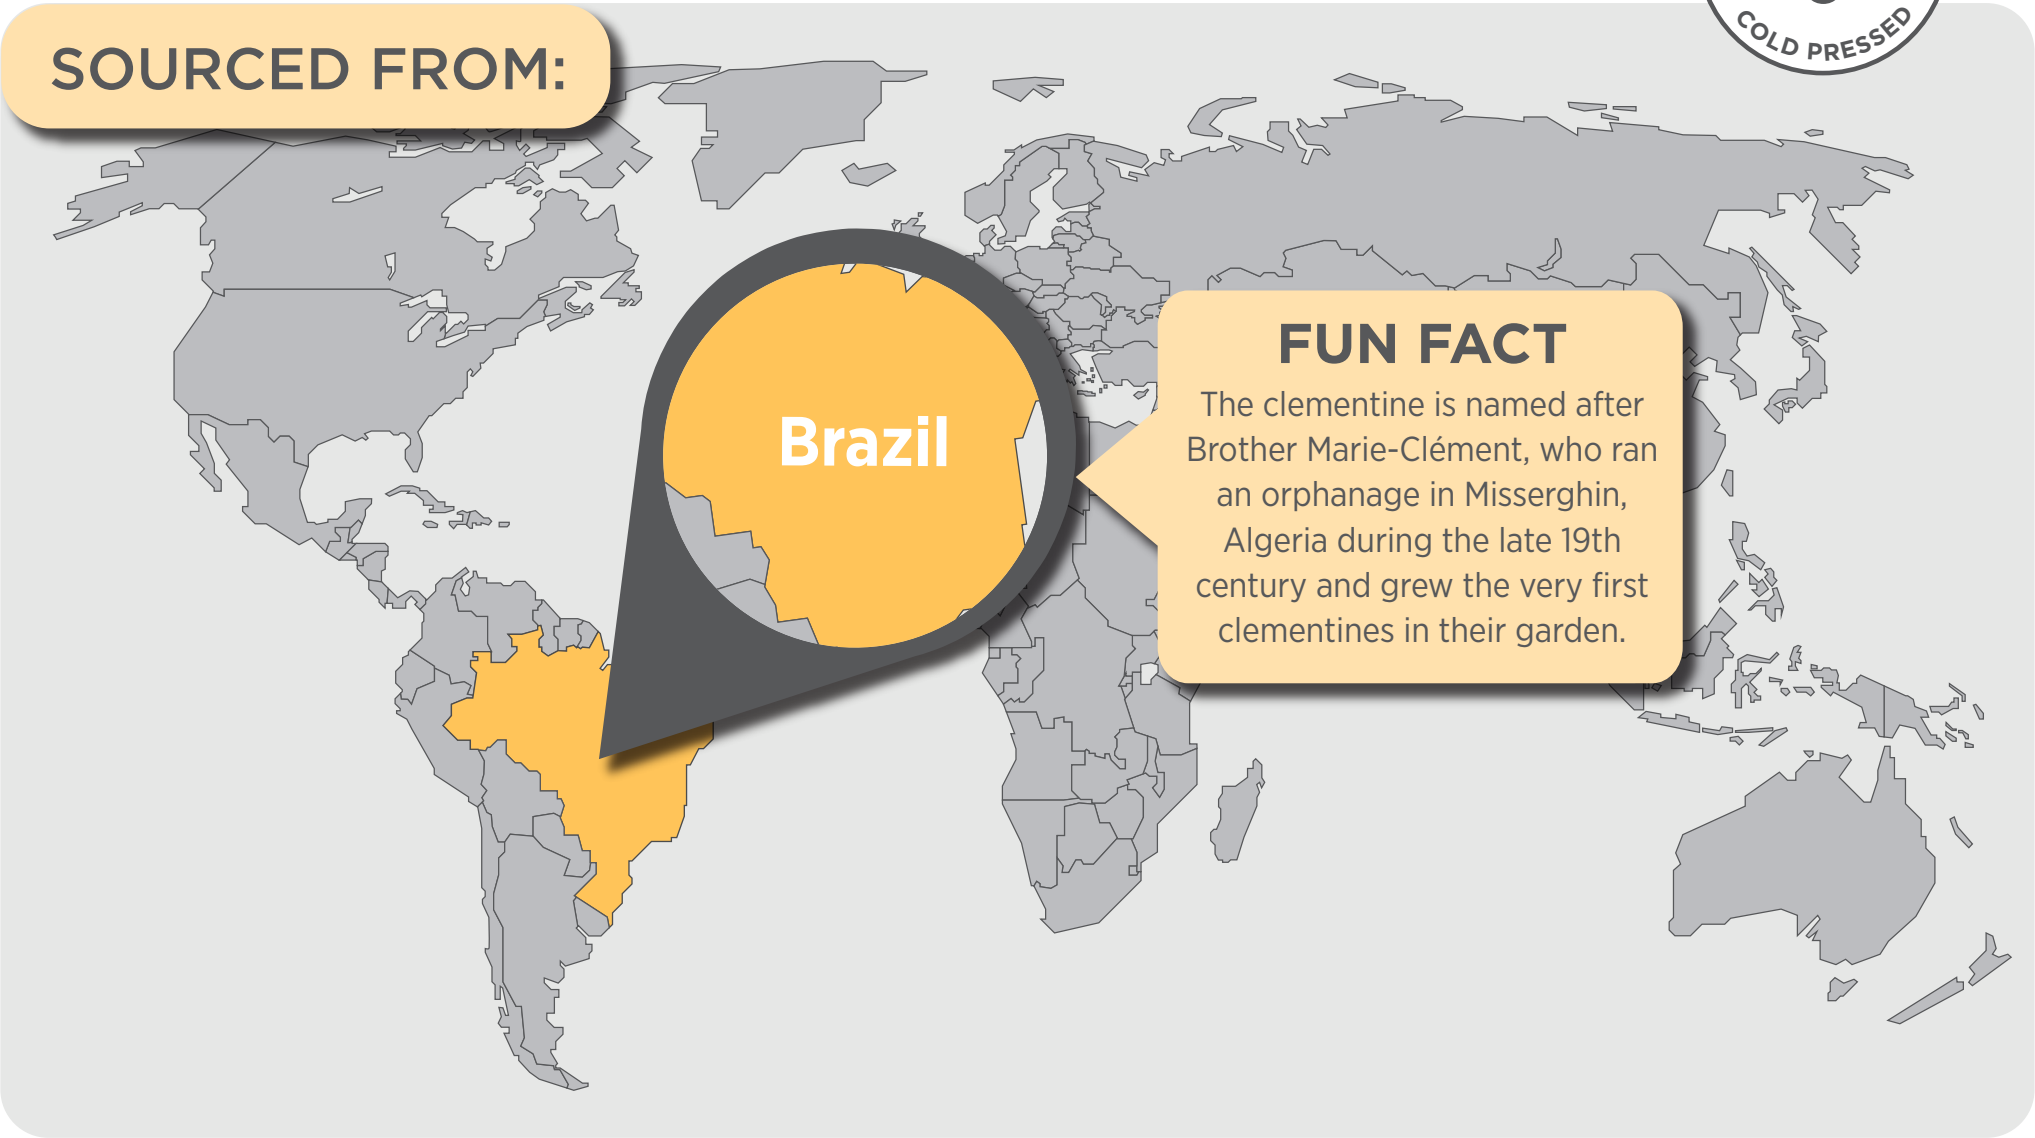 SOURCED FROM:
COLD PRESSED
Brazil
FUN FACT
The clementine is named after
Brother Marie-Clément, who ran
an orphanage in Misserghin,
Algeria during the late 19th
century and grew the very first
clementines in their garden.